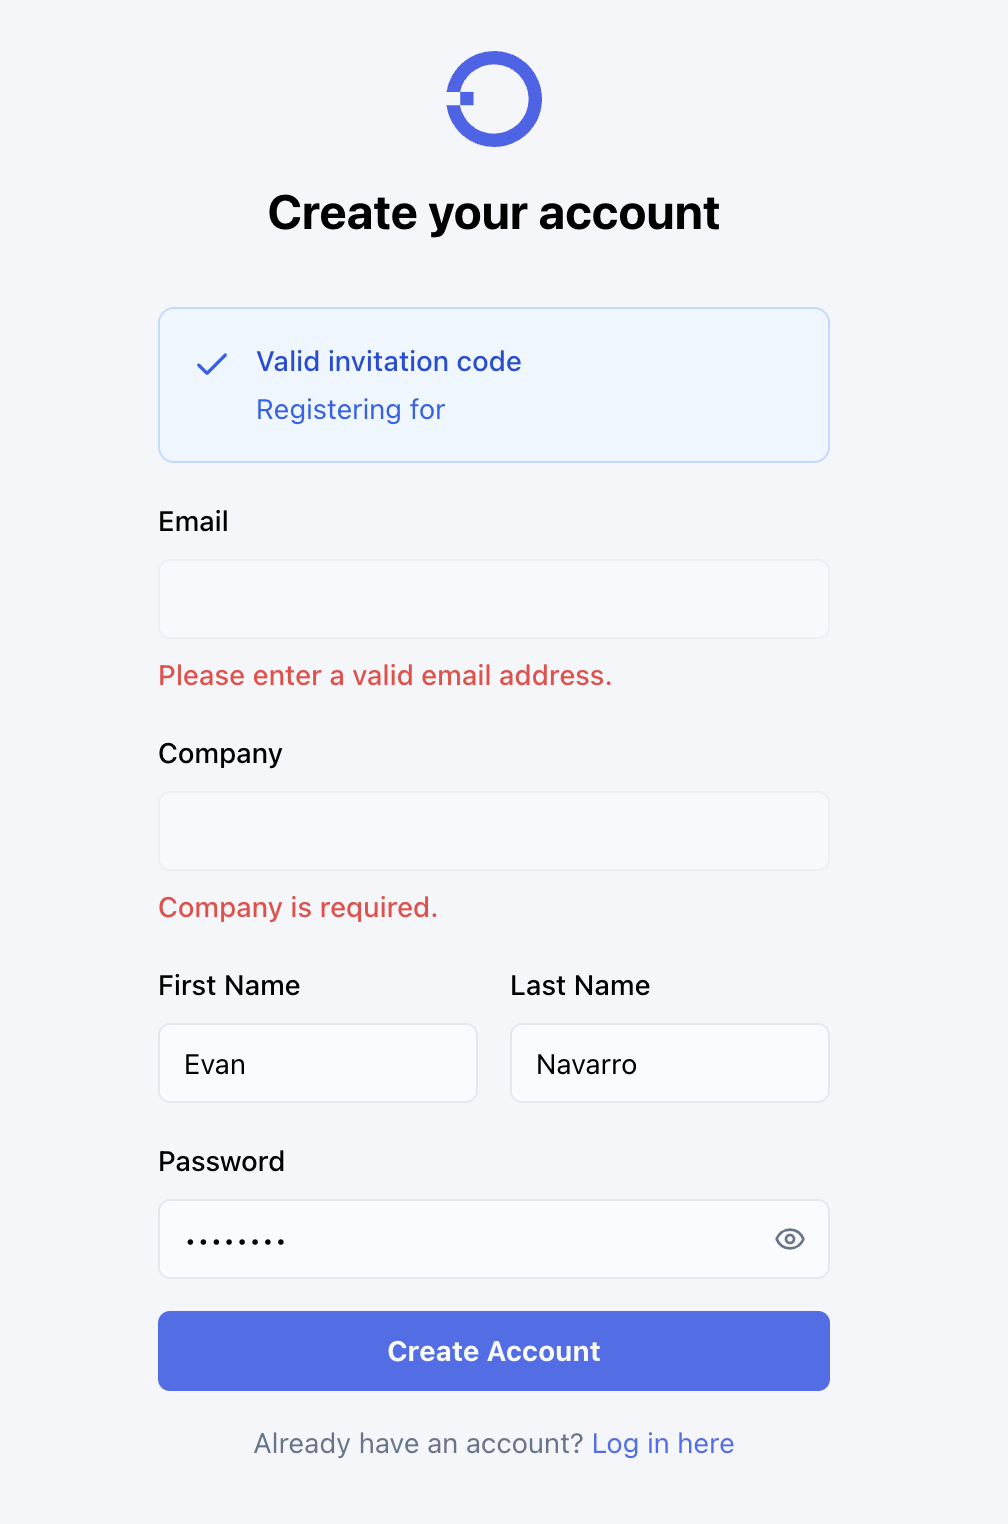 Create your account
Valid invitation code
Registering for
Email
Please enter a valid email address.
Company
Company is required.
First Name
Last Name
Evan
Navarro
Password
••••••••
Create Account
Already have an account? Log in here